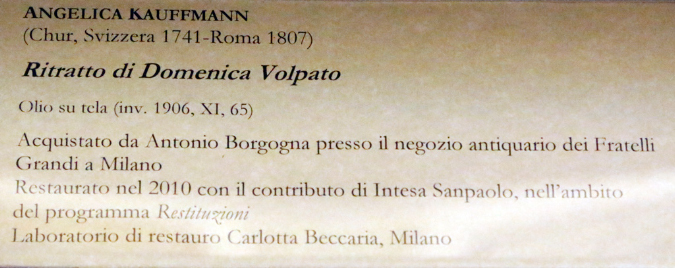 ANGELICA KAUFFMANN
(Chur, Svizzera 1741-Roma 1807)
Ritratto di Domenica Volpato
Olio su tela (inv. 1906, XI, 65)
Acquistato da Antonio Borgogna presso il negozio antiquario dei Fratelli
Grandi a Milano
Restaurato nel 2010 con il contributo di Intesa Sanpaolo, nell'ambito
del programma Restituzioni
Laboratorio di restauro Carlotta Beccaria, Milano